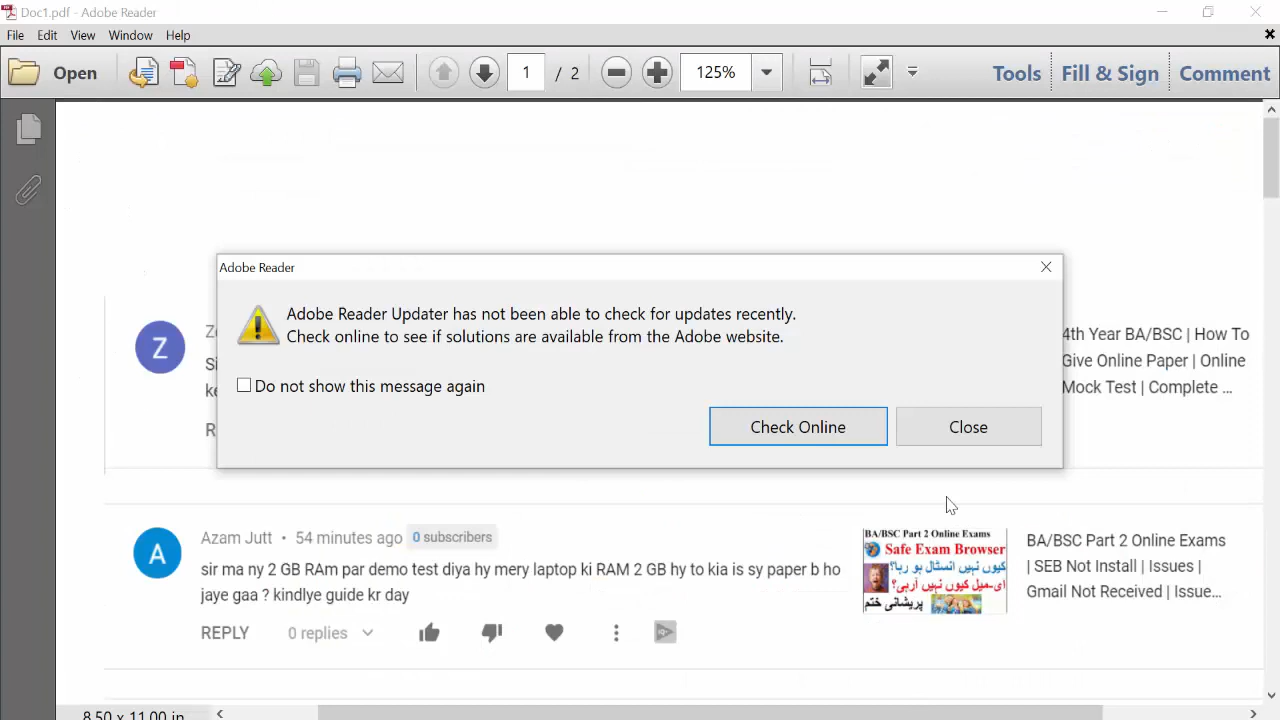 Doc1.pdf - Adobe Reader
File Edit View Window Help
Open 1 / 2 125% Tools Fill & Sign Comment
Adobe Reader
Adobe Reader Updater has not been able to check for updates recently.
Check online to see if solutions are available from the Adobe website.
Do not show this message again
Check Online Close
Z
4th Year BA/BSC | How To
Give Online Paper | Online
Mock Test | Complete ...
A
Azam Jutt • 54 minutes ago 0 subscribers
sir ma ny 2 GB RAm par demo test diya hy mery laptop ki RAM 2 GB hy to kia is sy paper b ho
jaye gaa ? kindlye guide kr day
REPLY 0 replies
BA/BSC Part 2 Online Exams
Safe Exam Browser
کیوں نہیں انسٹال ہو رہا؟
ای-میل کیوں نہیں آرہی؟
پریشانی ختم
BA/BSC Part 2 Online Exams
| SEB Not Install | Issues |
Gmail Not Received | Issue...
8.50 x 11.00 in